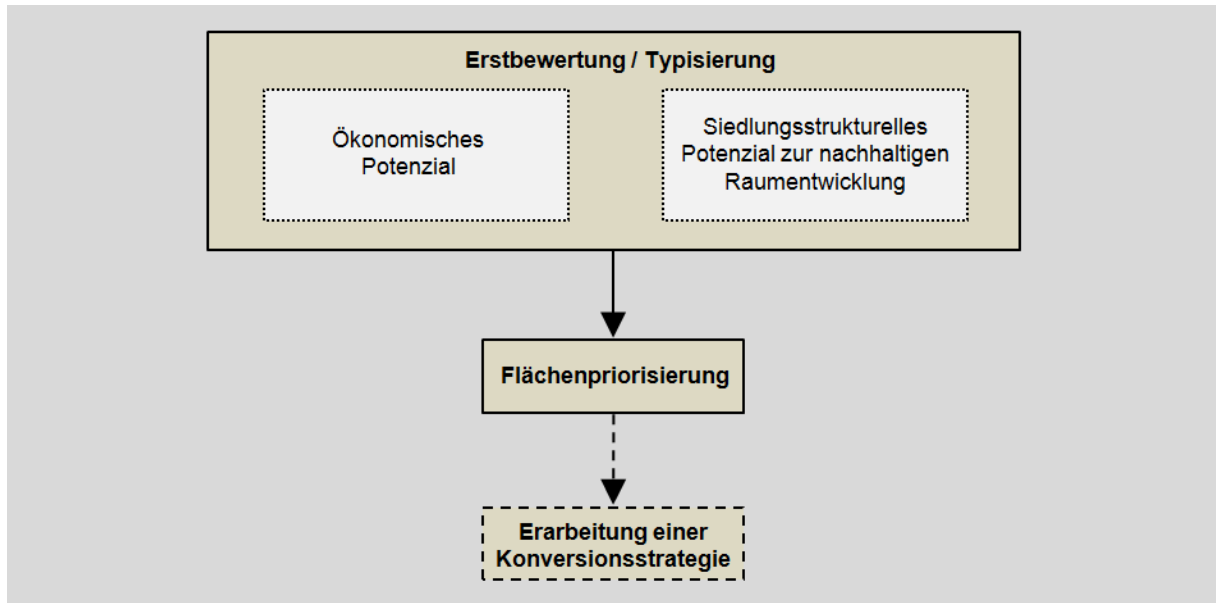 Erstbewertung / Typisierung
Ökonomisches
Potenzial
Siedlungsstrukturelles
Potenzial zur nachhaltigen
Raumentwicklung
Flächenpriorisierung
Erarbeitung einer
Konversionsstrategie